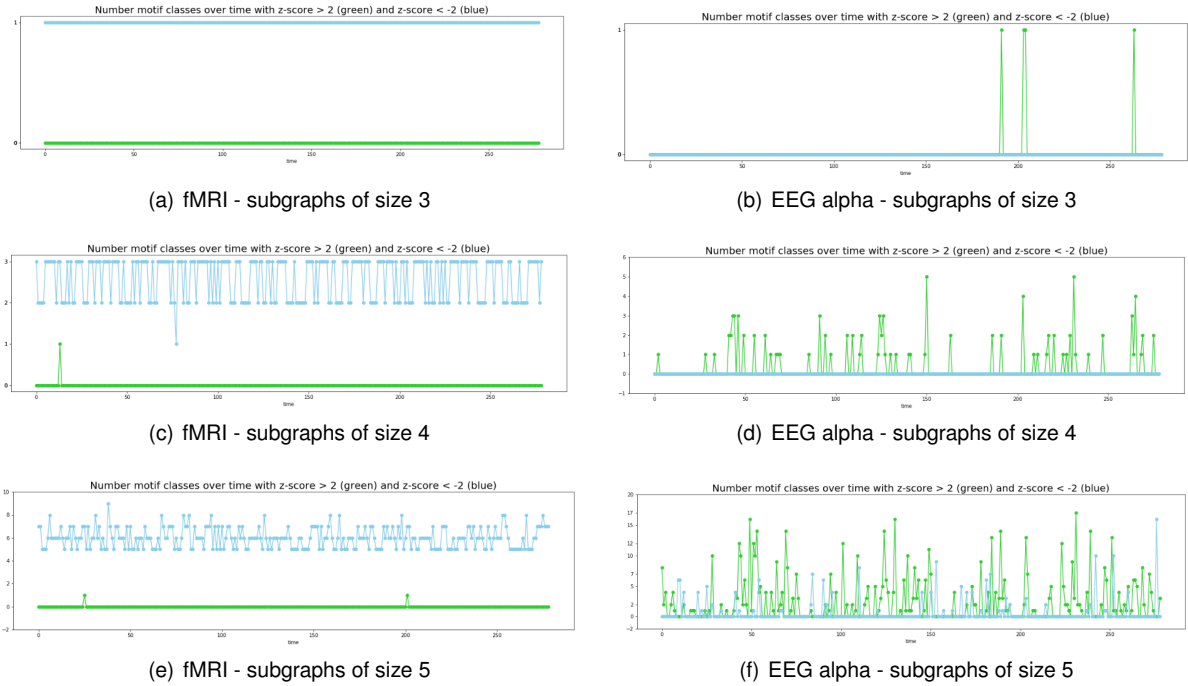 Number motif classes over time with z-score > 2 (green) and z-score < -2 (blue)
1
0
0 50 100 150 200 250
time
(a) fMRI - subgraphs of size 3
Number motif classes over time with z-score > 2 (green) and z-score < -2 (blue)
1
0
0 50 100 150 200 250
time
(b) EEG alpha - subgraphs of size 3
Number motif classes over time with z-score > 2 (green) and z-score < -2 (blue)
3
2
1
0
0 50 100 150 200 250
time
(c) fMRI - subgraphs of size 4
Number motif classes over time with z-score > 2 (green) and z-score < -2 (blue)
6
5
4
3
2
1
0
−1
0 50 100 150 200 250
time
(d) EEG alpha - subgraphs of size 4
Number motif classes over time with z-score > 2 (green) and z-score < -2 (blue)
10
8
6
4
2
0
−2
0 50 100 150 200 250
time
(e) fMRI - subgraphs of size 5
Number motif classes over time with z-score > 2 (green) and z-score < -2 (blue)
20
17
15
12
10
7
5
2
0
−2
0 50 100 150 200 250
time
(f) EEG alpha - subgraphs of size 5